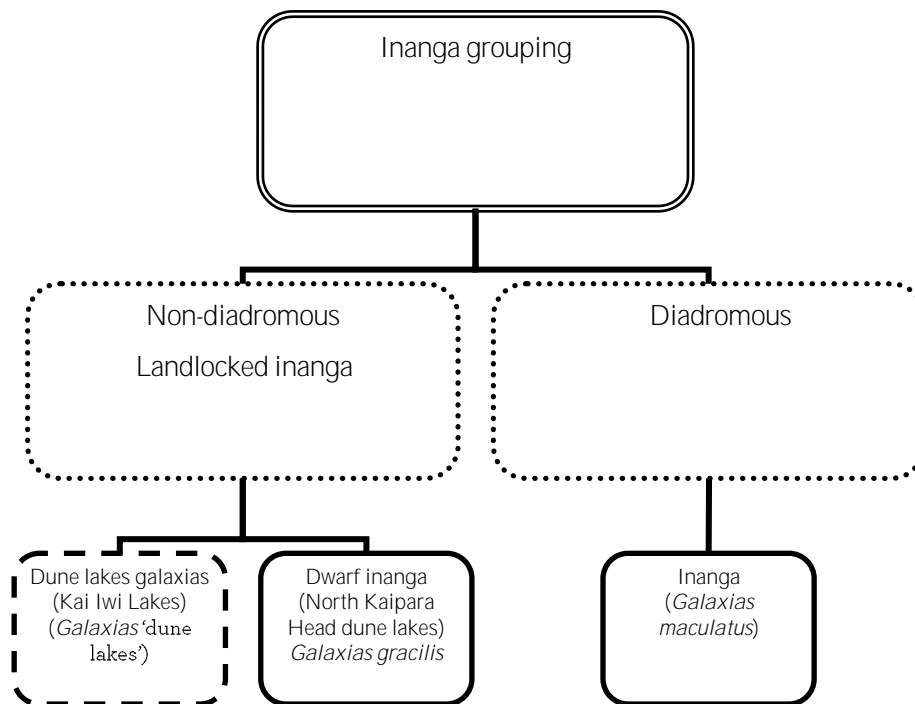 Inanga grouping
Non-diadromous
Landlocked inanga
Diadromous
Dune lakes galaxias
(Kai Iwi Lakes)
(Galaxias ‘dune
lakes’)
Dwarf inanga
(North Kaipara
Head dune lakes)
Galaxias gracilis
Inanga
(Galaxias
maculatus)